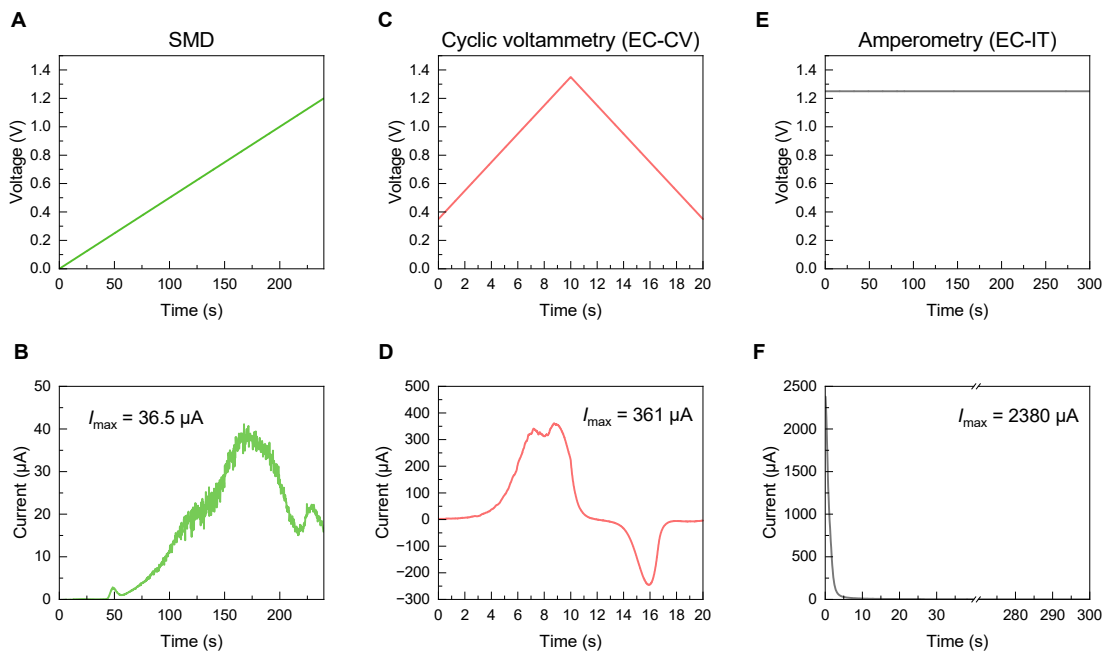 A
SMD
1.4
1.2
1.0
0.8
0.6
0.4
0.2
0.0
Voltage (V)
0 50 100 150 200
Time (s)
C
Cyclic voltammetry (EC-CV)
1.4
1.2
1.0
0.8
0.6
0.4
0.2
0.0
Voltage (V)
0 2 4 6 8 10 12 14 16 18 20
Time (s)
E
Amperometry (EC-IT)
1.4
1.2
1.0
0.8
0.6
0.4
0.2
0.0
Voltage (V)
0 50 100 150 200 250 300
Time (s)
B
I_max = 36.5 µA
50
40
30
20
10
0
Current (µA)
0 50 100 150 200
Time (s)
D
I_max = 361 µA
500
400
300
200
100
0
−100
−200
−300
Current (µA)
0 2 4 6 8 10 12 14 16 18 20
Time (s)
F
I_max = 2380 µA
2500
2000
1500
1000
500
0
Current (µA)
0 10 20 30 280 290 300
Time (s)